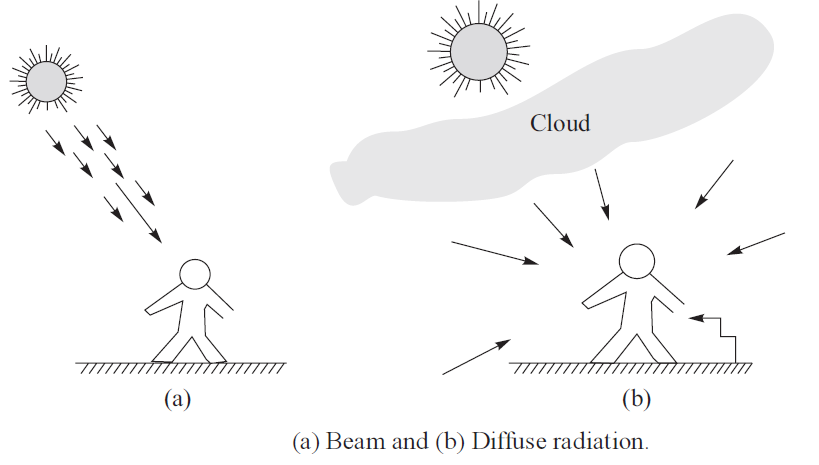 Cloud
(a)
(b)
(a) Beam and (b) Diffuse radiation.